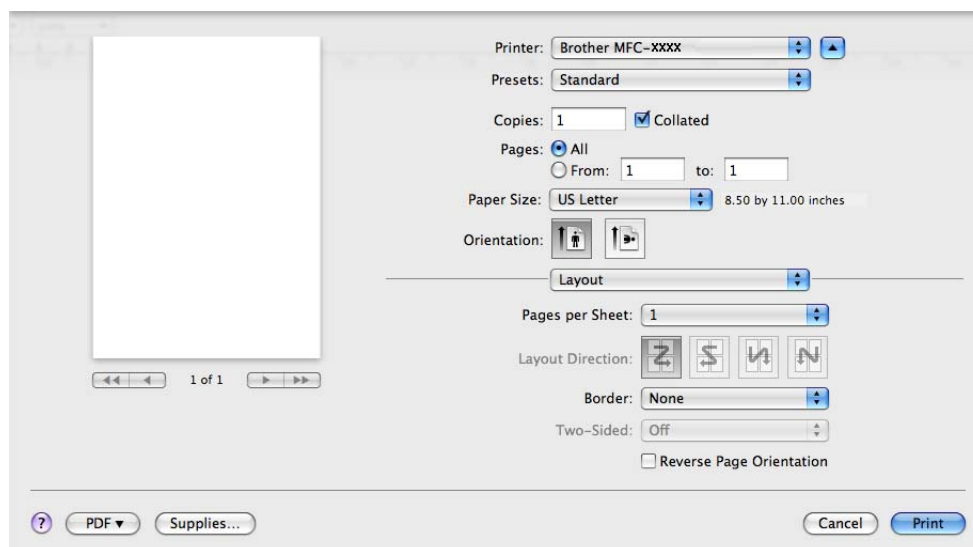 Printer: Brother MFC-XXXX
Presets: Standard
Copies: 1 Collated
Pages: All
From: 1 to: 1
Paper Size: US Letter 8.50 by 11.00 inches
Orientation:
Layout
Pages per Sheet: 1
Layout Direction:
Border: None
Two-Sided: Off
Reverse Page Orientation
1 of 1
? PDF▼ Supplies... Cancel Print